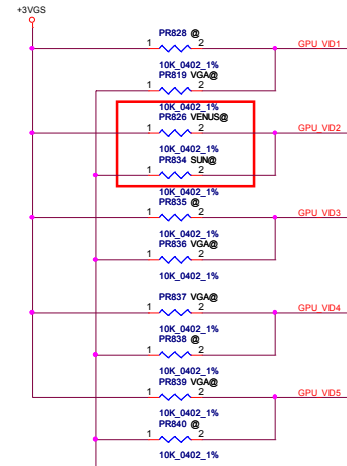 +3VGS
PR828 @
1 2 GPU_VID1
10K_0402_1%
PR819 VGA@
1 2
10K_0402_1%
PR826 VENUS@
1 2 GPU_VID2
10K_0402_1%
PR834 SUN@
1 2
10K_0402_1%
PR835 @
1 2 GPU_VID3
10K_0402_1%
PR836 VGA@
1 2
10K_0402_1%
PR837 VGA@
1 2 GPU_VID4
10K_0402_1%
PR838 @
1 2
10K_0402_1%
PR839 VGA@
1 2 GPU_VID5
10K_0402_1%
PR840 @
1 2
10K_0402_1%